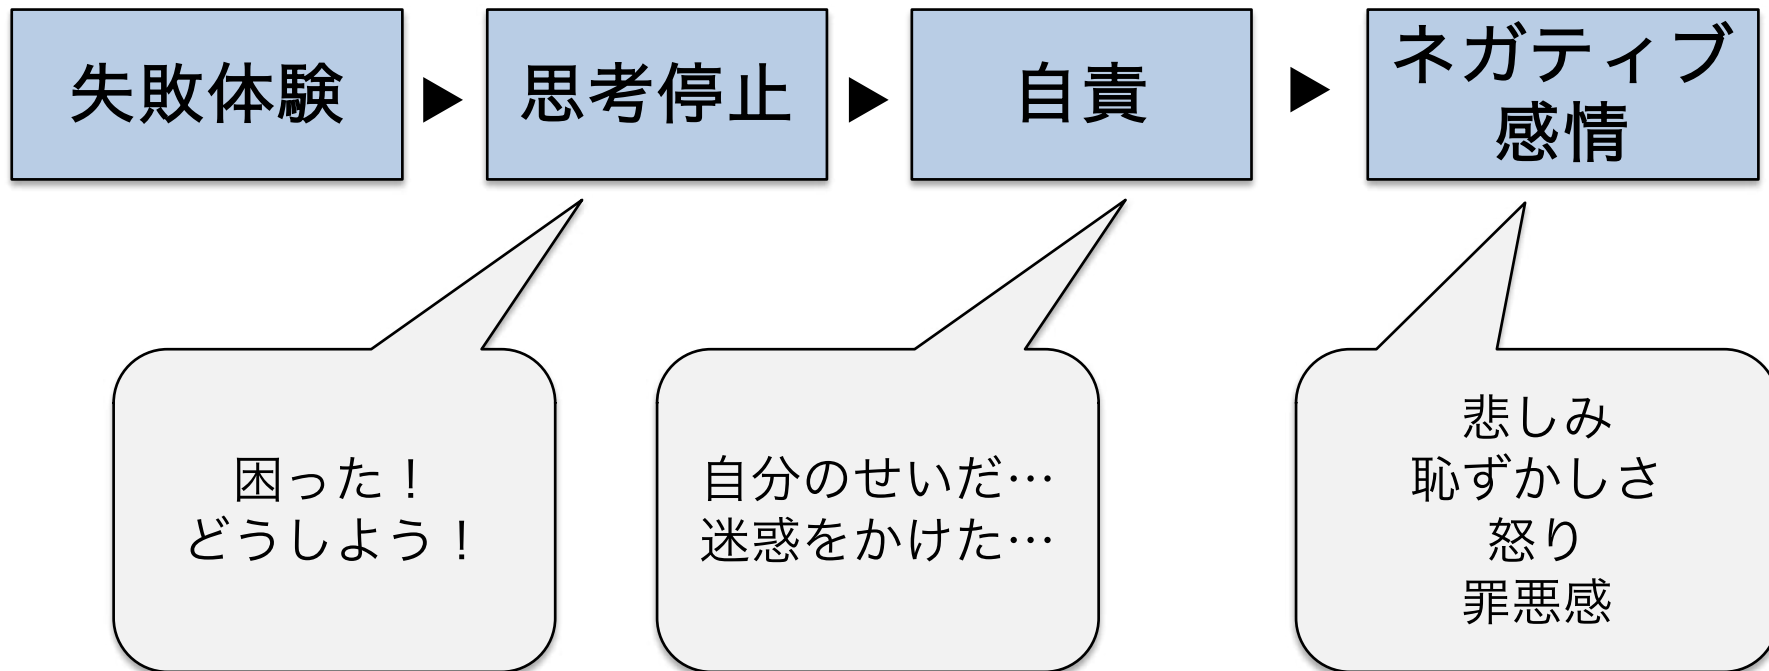 失敗体験
思考停止
自責
ネガティブ
感情
困った！
どうしよう！
自分のせいだ…
迷惑をかけた…
悲しみ
恥ずかしさ
怒り
罪悪感